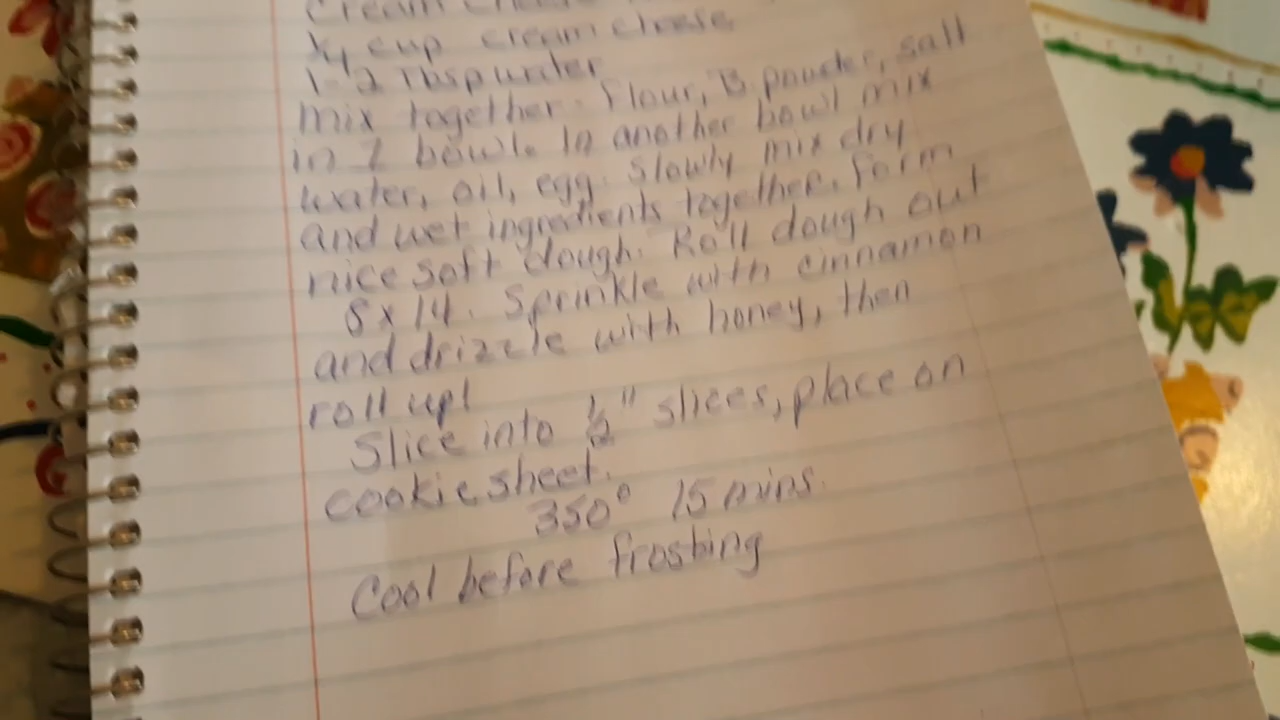 Cream Cheese
1/4 cup cream cheese
1-2 Tbsp water
mix together. Flour, B powder, salt
in 1 bowl. In another bowl mix
water, oil, egg. Slowly mix dry
and wet ingredients together. Form
nice soft dough. Roll dough out
8x14. Sprinkle with cinnamon
and drizzle with honey, then
roll up!
Slice into 1/2" slices, place on
cookie sheet.
350° 15 mins.
Cool before frosting